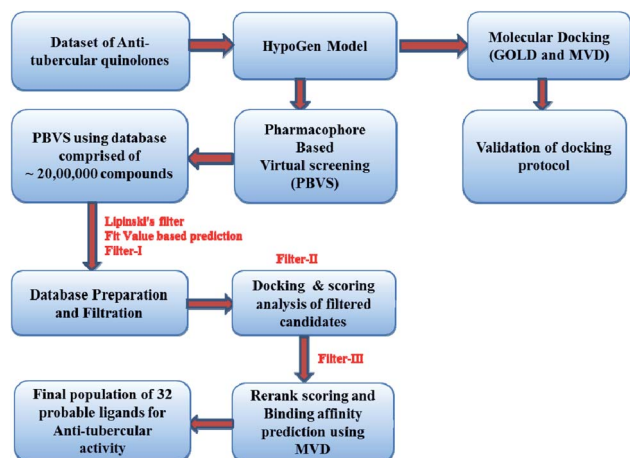 Dataset of Anti-
tubercular quinolones
HypoGen Model
Molecular Docking
(GOLD and MVD)
PBVS using database
comprised of
~ 20,00,000 compounds
Pharmacophore
Based
Virtual screening
(PBVS)
Validation of docking
protocol
Lipinski's filter
Fit Value based prediction
Filter-I
Filter-II
Database Preparation
and Filtration
Docking & scoring
analysis of filtered
candidates
Filter-III
Final population of 32
probable ligands for
Anti-tubercular
activity
Rerank scoring and
Binding affinity
prediction using
MVD